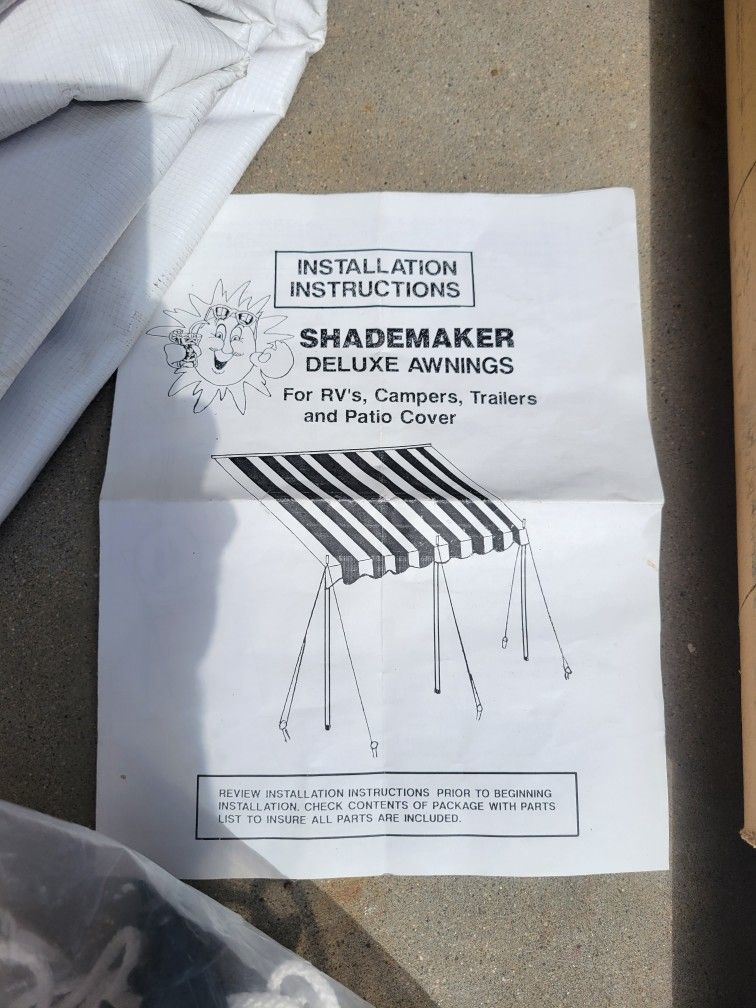 INSTALLATION
INSTRUCTIONS
SHADEMAKER
DELUXE AWNINGS
For RV's, Campers, Trailers
and Patio Cover
REVIEW INSTALLATION INSTRUCTIONS PRIOR TO BEGINNING
INSTALLATION. CHECK CONTENTS OF PACKAGE WITH PARTS
LIST TO INSURE ALL PARTS ARE INCLUDED.